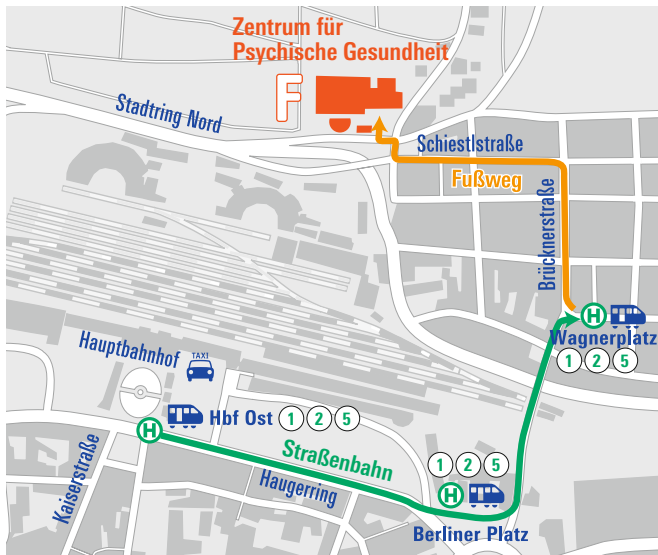 Zentrum für
Psychische Gesundheit
F
Stadtring Nord
Schiestlstraße
Fußweg
Brücknerstraße
H
Wagnerplatz
1 2 5
Hauptbahnhof
TAXI
Hbf Ost 1 2 5
H
Straßenbahn
Kaiserstraße
Haugerring
1 2 5
H
Berliner Platz